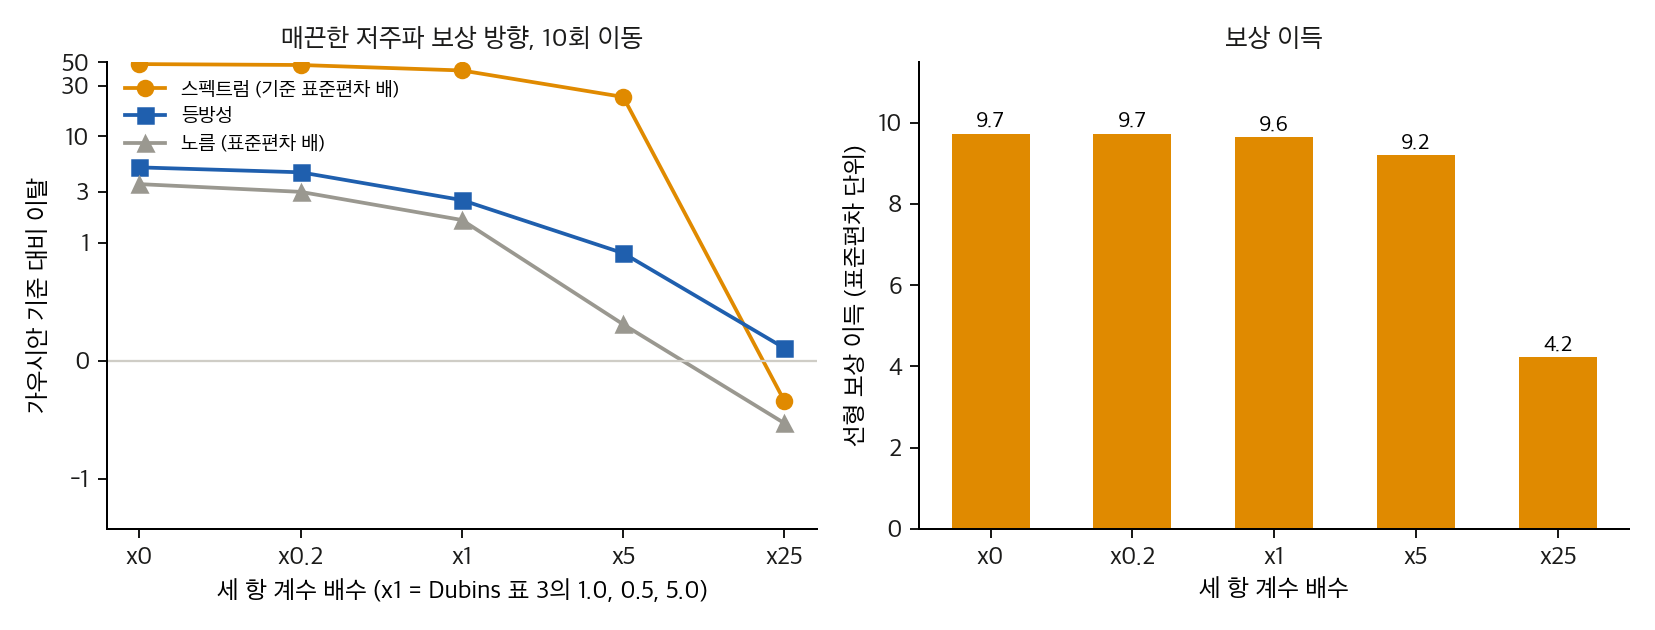 매끈한 저주파 보상 방향, 10회 이동
가우시안 기준 대비 이탈
50
30
10
3
1
0
-1
스펙트럼 (기준 표준편차 배)
등방성
노름 (표준편차 배)
x0
x0.2
x1
x5
x25
세 항 계수 배수 (x1 = Dubins 표 3의 1.0, 0.5, 5.0)
보상 이득
선형 보상 이득 (표준편차 단위)
10
8
6
4
2
0
9.7
9.7
9.6
9.2
4.2
x0
x0.2
x1
x5
x25
세 항 계수 배수